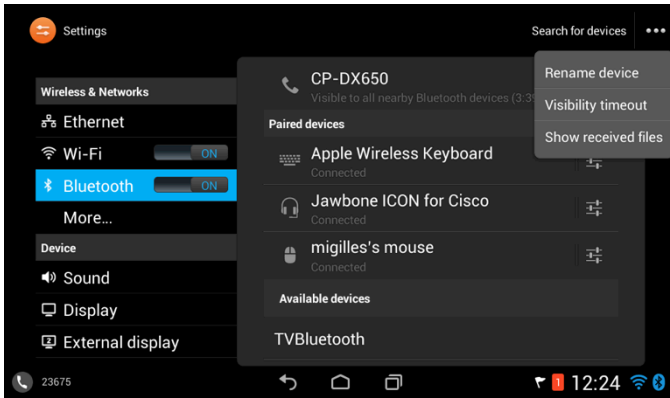 Settings
Search for devices
Rename device
Visibility timeout
Show received files
Wireless & Networks
Ethernet
Wi-Fi ON
Bluetooth ON
More...
Device
Sound
Display
External display
CP-DX650
Visible to all nearby Bluetooth devices (3:3
Paired devices
Apple Wireless Keyboard
Connected
Jawbone ICON for Cisco
Connected
migilles's mouse
Connected
Available devices
TVBluetooth
23675
1 12:24